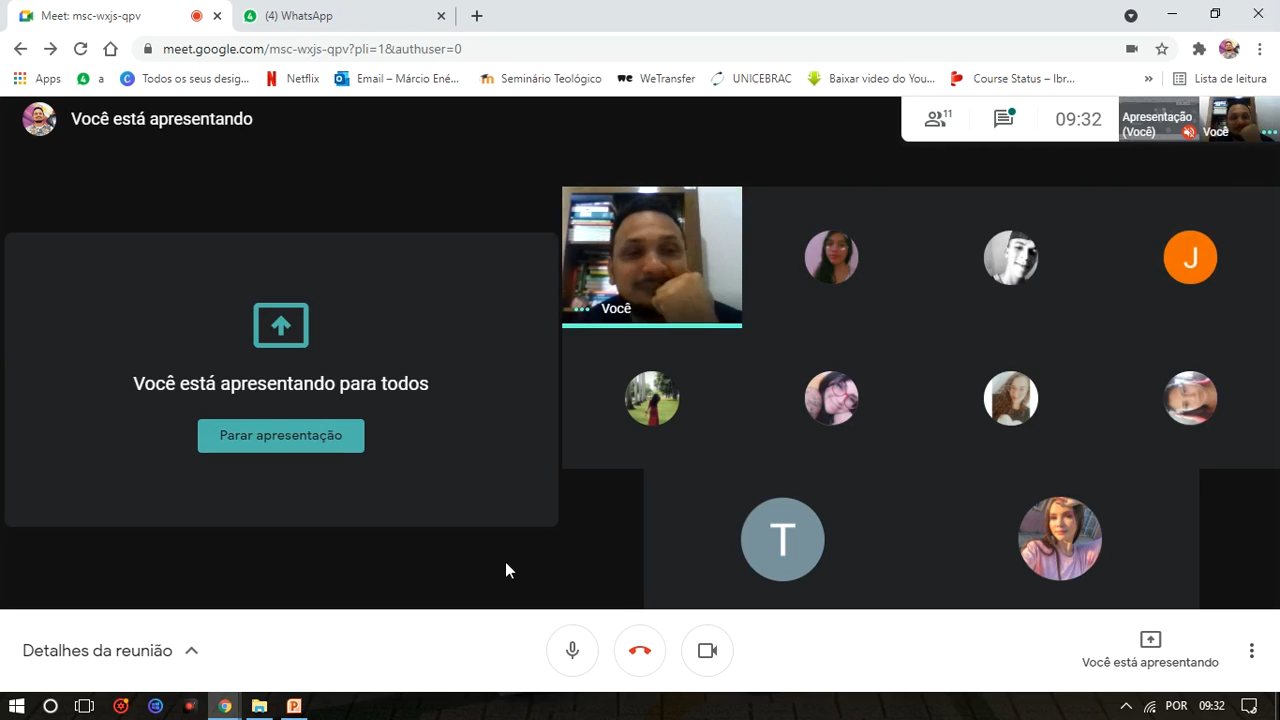 Meet: msc-wxjs-qpv
(4) WhatsApp
meet.google.com/msc-wxjs-qpv?pli=1&authuser=0
Apps
a
Todos os seus desig...
Netflix
Email – Márcio Ené...
Seminário Teológico
WeTransfer
UNICEBRAC
Baixar video do You...
Course Status – Ibr...
»
Lista de leitura
Você está apresentando
11
09:32
Apresentação
(Você)
Você
Você
J
Você está apresentando para todos
Parar apresentação
T
Detalhes da reunião
Você está apresentando
POR
09:32